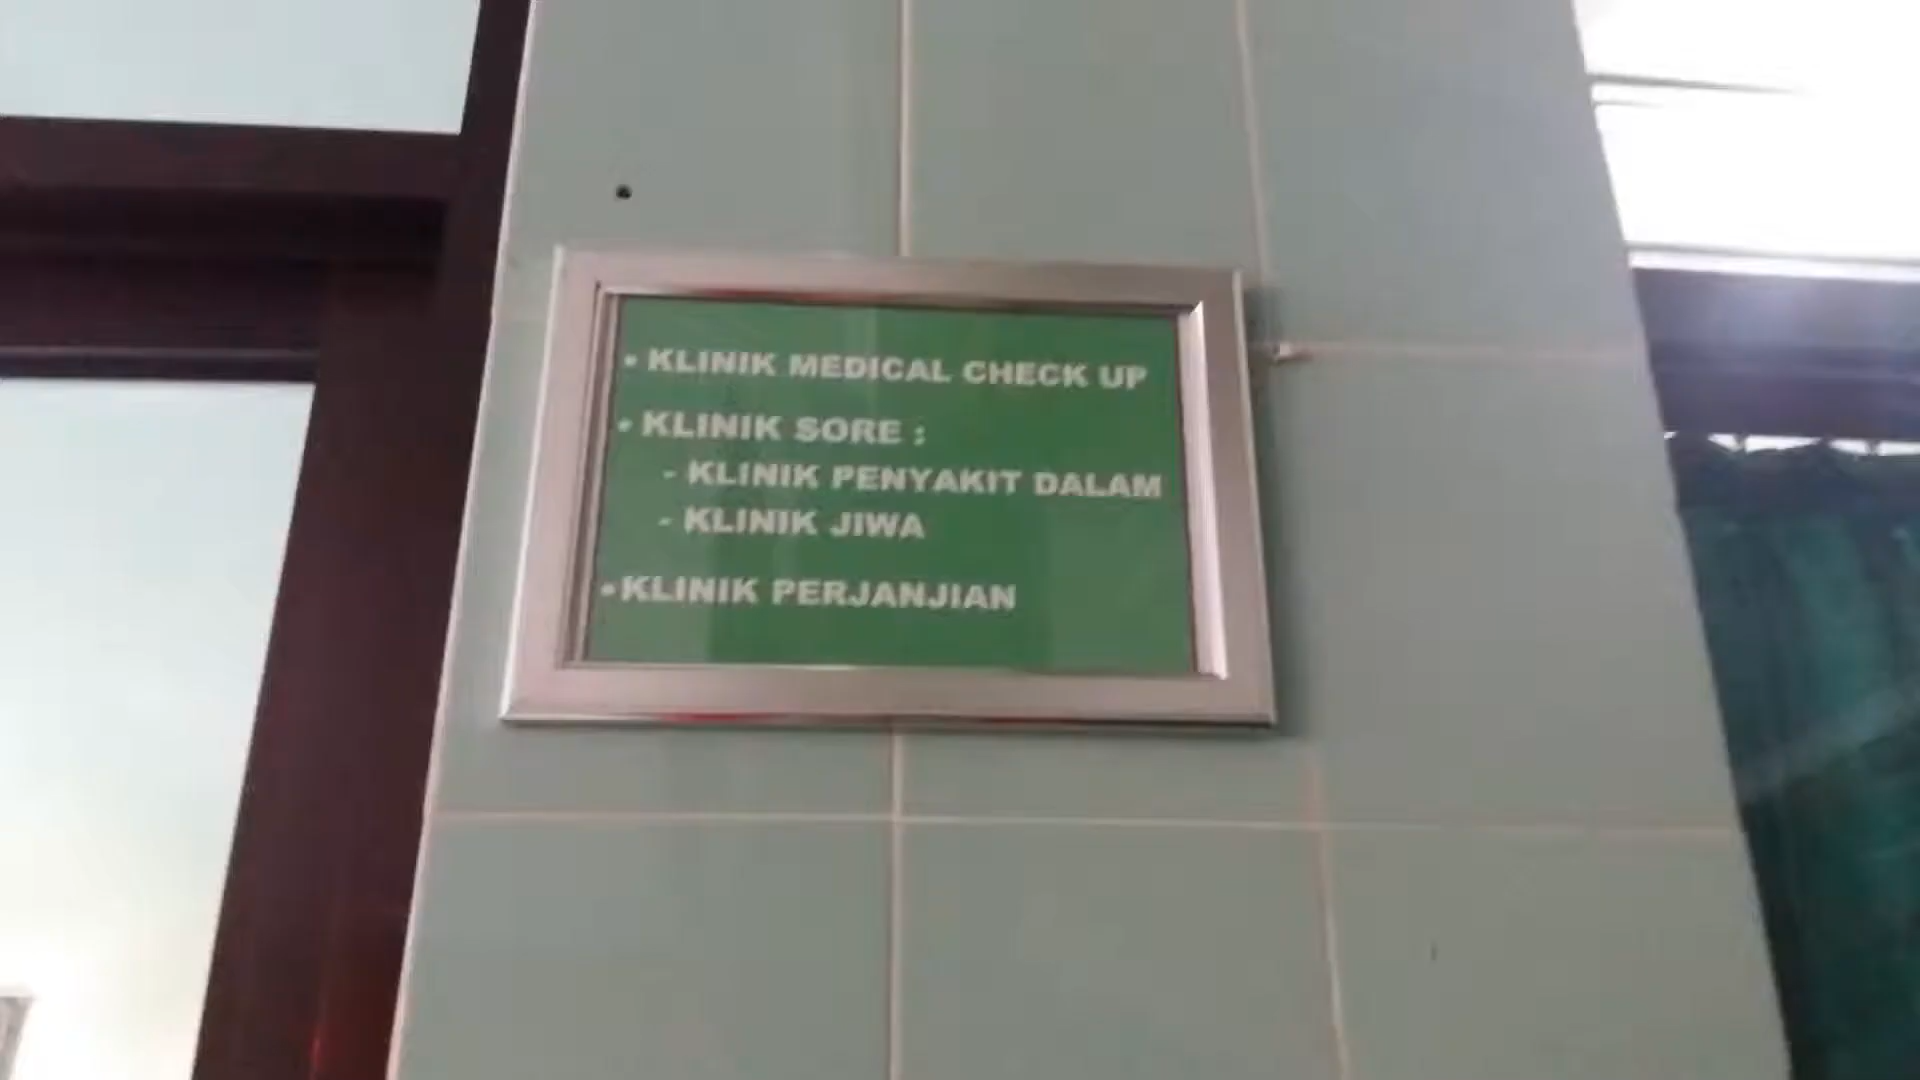 • KLINIK MEDICAL CHECK UP
• KLINIK SORE :
- KLINIK PENYAKIT DALAM
- KLINIK JIWA
• KLINIK PERJANJIAN